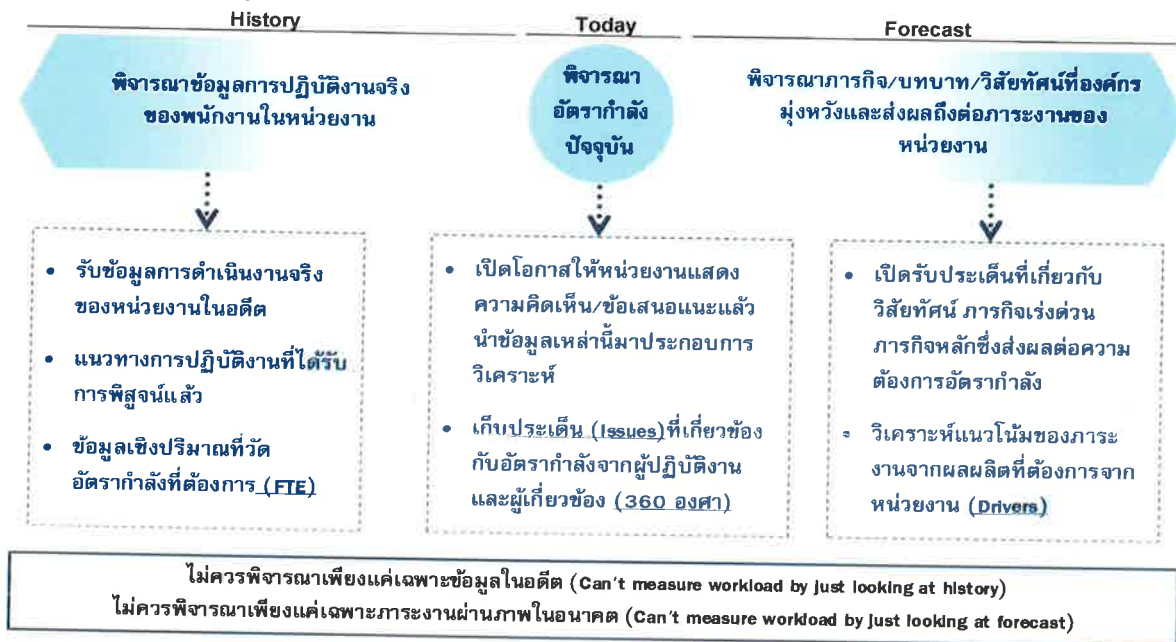 History
Today
Forecast
พิจารณาข้อมูลการปฏิบัติงานจริง
ของพนักงานในหน่วยงาน
พิจารณา
อัตรากำลัง
ปัจจุบัน
พิจารณาภารกิจ/บทบาท/วิสัยทัศน์ที่องค์กร
มุ่งหวังและส่งผลถึงต่อภาระงานของ
หน่วยงาน
• รับข้อมูลการดำเนินงานจริง
ของหน่วยงานในอดีต
• แนวทางการปฏิบัติงานที่ได้รับ
การพิสูจน์แล้ว
• ข้อมูลเชิงปริมาณที่วัด
อัตรากำลังที่ต้องการ (FTE)
• เปิดโอกาสให้หน่วยงานแสดง
ความคิดเห็น/ข้อเสนอแนะแล้ว
นำข้อมูลเหล่านี้มาประกอบการ
วิเคราะห์
• เก็บประเด็น (Issues)ที่เกี่ยวข้อง
กับอัตรากำลังจากผู้ปฏิบัติงาน
และผู้เกี่ยวข้อง (360 องศา)
• เปิดรับประเด็นที่เกี่ยวกับ
วิสัยทัศน์ ภารกิจเร่งด่วน
ภารกิจหลักซึ่งส่งผลต่อความ
ต้องการอัตรากำลัง
• วิเคราะห์แนวโน้มของภาระ
งานจากผลผลิตที่ต้องการจาก
หน่วยงาน (Drivers)
ไม่ควรพิจารณาเพียงแค่เฉพาะข้อมูลในอดีต (Can't measure workload by just looking at history)
ไม่ควรพิจารณาเพียงแค่เฉพาะภาระงานผ่านภาพในอนาคต (Can't measure workload by just looking at forecast)